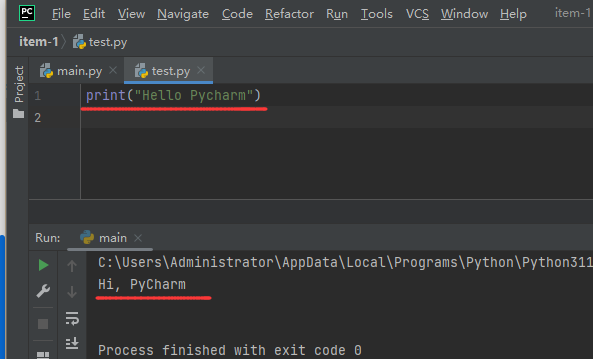 PC File Edit View Navigate Code Refactor Run Tools VCS Window Help item-1
item-1 test.py
main.py test.py
Project
1 print("Hello Pycharm")
2
Run: main
C:\Users\Administrator\AppData\Local\Programs\Python\Python311
Hi, PyCharm
Process finished with exit code 0